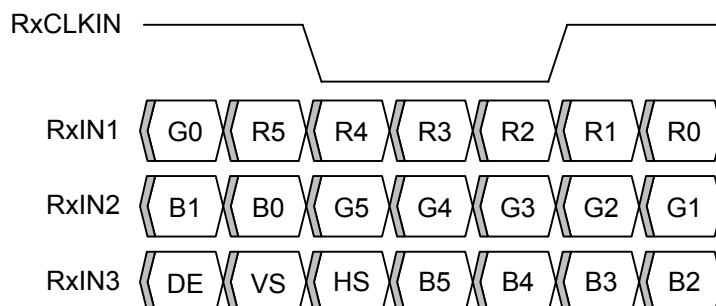 RxCLKIN
RxIN1 G0 R5 R4 R3 R2 R1 R0
RxIN2 B1 B0 G5 G4 G3 G2 G1
RxIN3 DE VS HS B5 B4 B3 B2